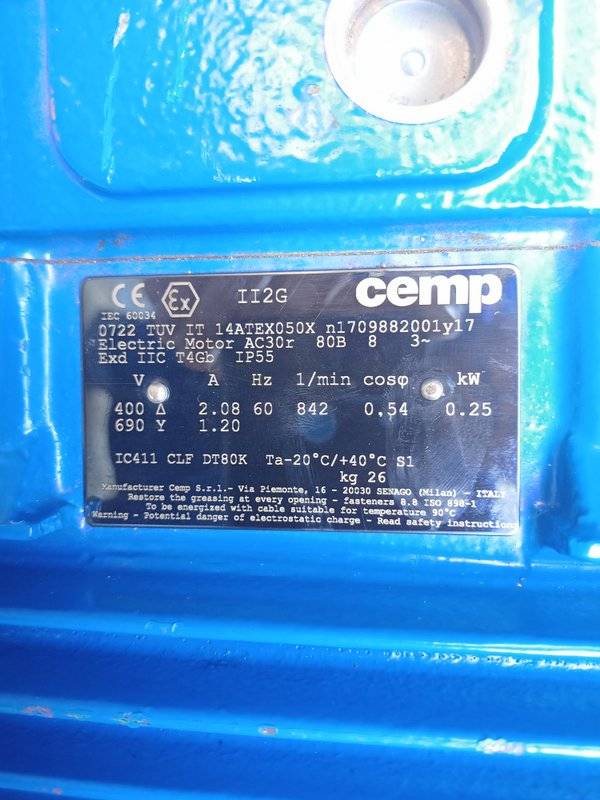 CE Ex II2G cemp
IEC 60034
0722 TUV IT 14ATEX050X n1709882001y17
Electric Motor AC30r 80B 8 3~
Exd IIC T4Gb IP55
V A Hz 1/min cosφ kW
400 Δ 2.08 60 842 0.54 0.25
690 Y 1.20
IC411 CLF DT80K Ta-20°C/+40°C S1
kg 26
Manufacturer Cemp S.r.l.- Via Piemonte, 16 - 20030 SENAGO (Milan) - ITALY
Restore the greasing at every opening - fasteners 8.8 ISO 898-1
To be energized with cable suitable for temperature 90°C
Warning - Potential danger of electrostatic charge - Read safety instructions